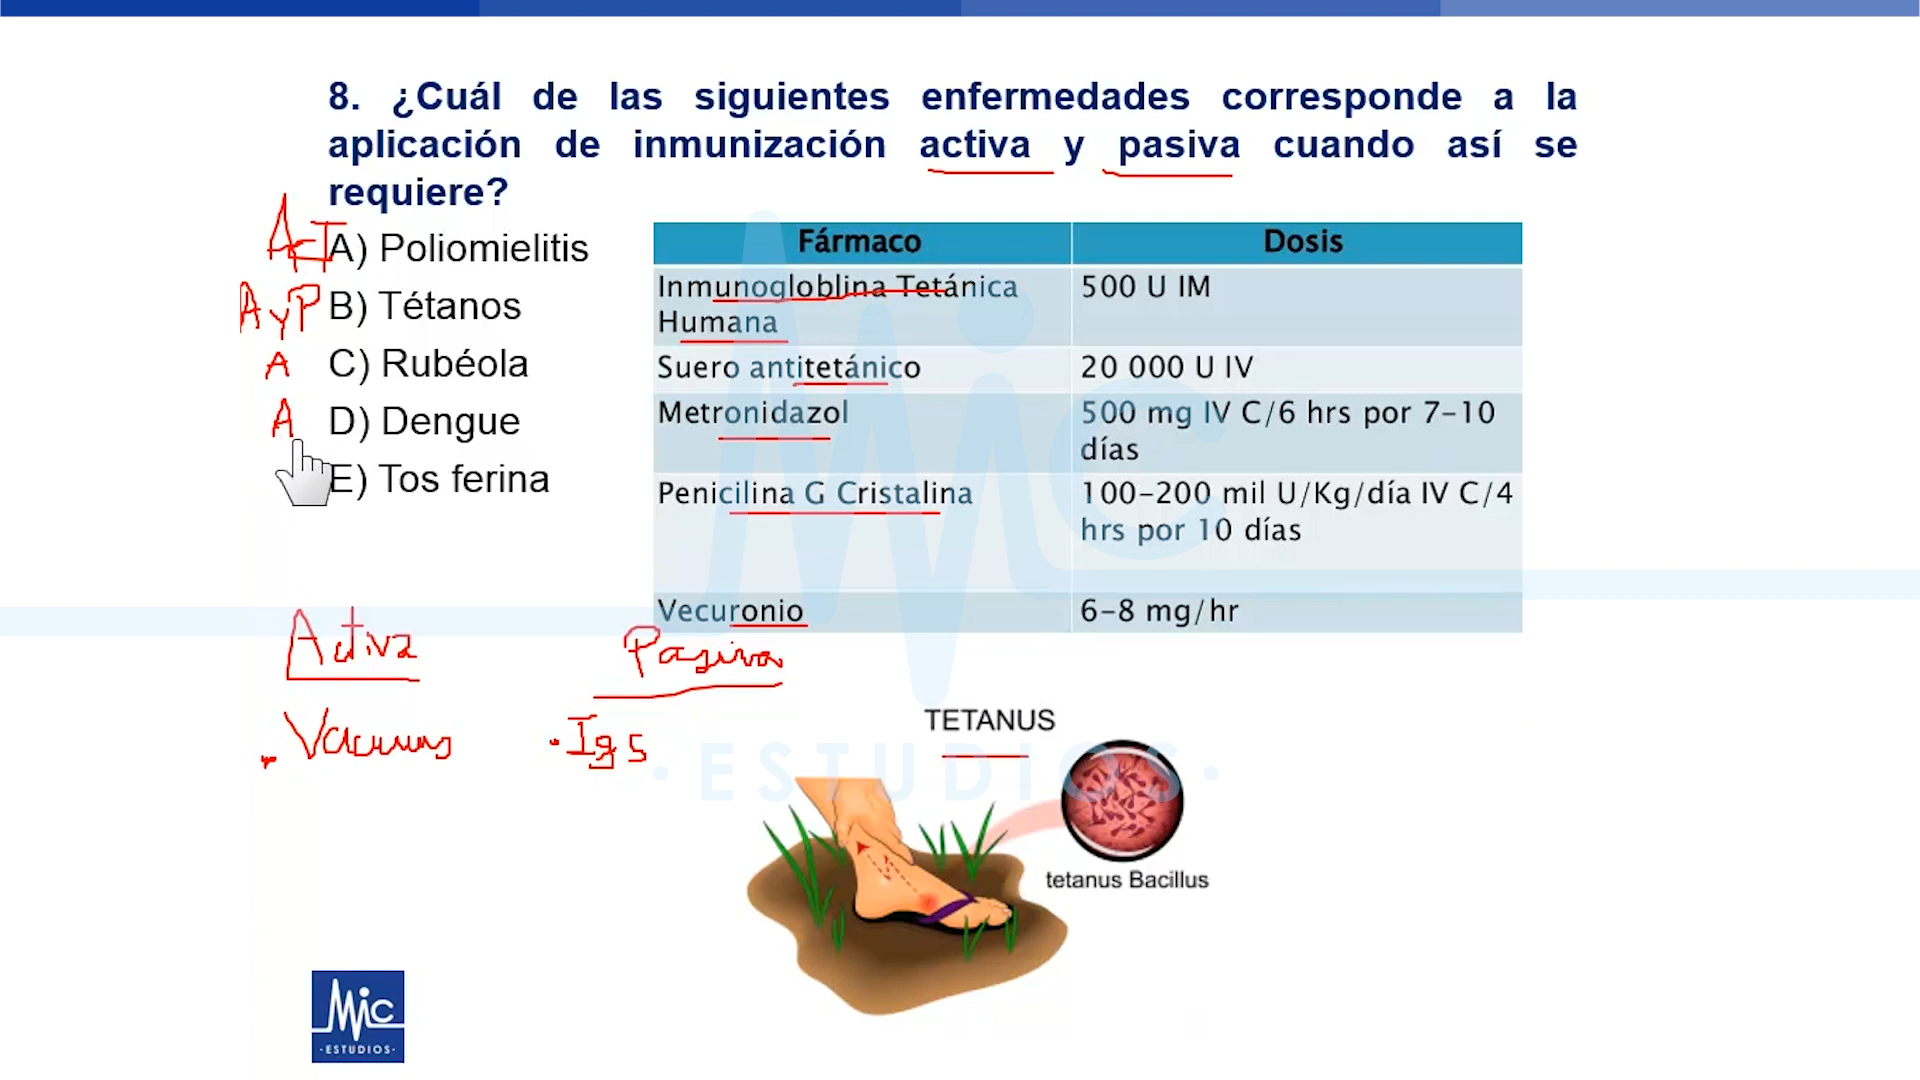 8. ¿Cuál de las siguientes enfermedades corresponde a la
aplicación de inmunización activa y pasiva cuando así se
requiere?
A) Poliomielitis
A y P B) Tétanos
A C) Rubéola
A D) Dengue
E) Tos ferina
Fármaco Dosis
Inmunogloblina Tetánica 500 U IM
Humana
Suero antitetánico 20 000 U IV
Metronidazol 500 mg IV C/6 hrs por 7-10
días
Penicilina G Cristalina 100-200 mil U/Kg/día IV C/4
hrs por 10 días
Vecuronio 6-8 mg/hr
Activa Pasiva
. Vacunas . Igs
TETANUS
tetanus Bacillus
Mic
· ESTUDIOS ·
Mic
· ESTUDIOS ·